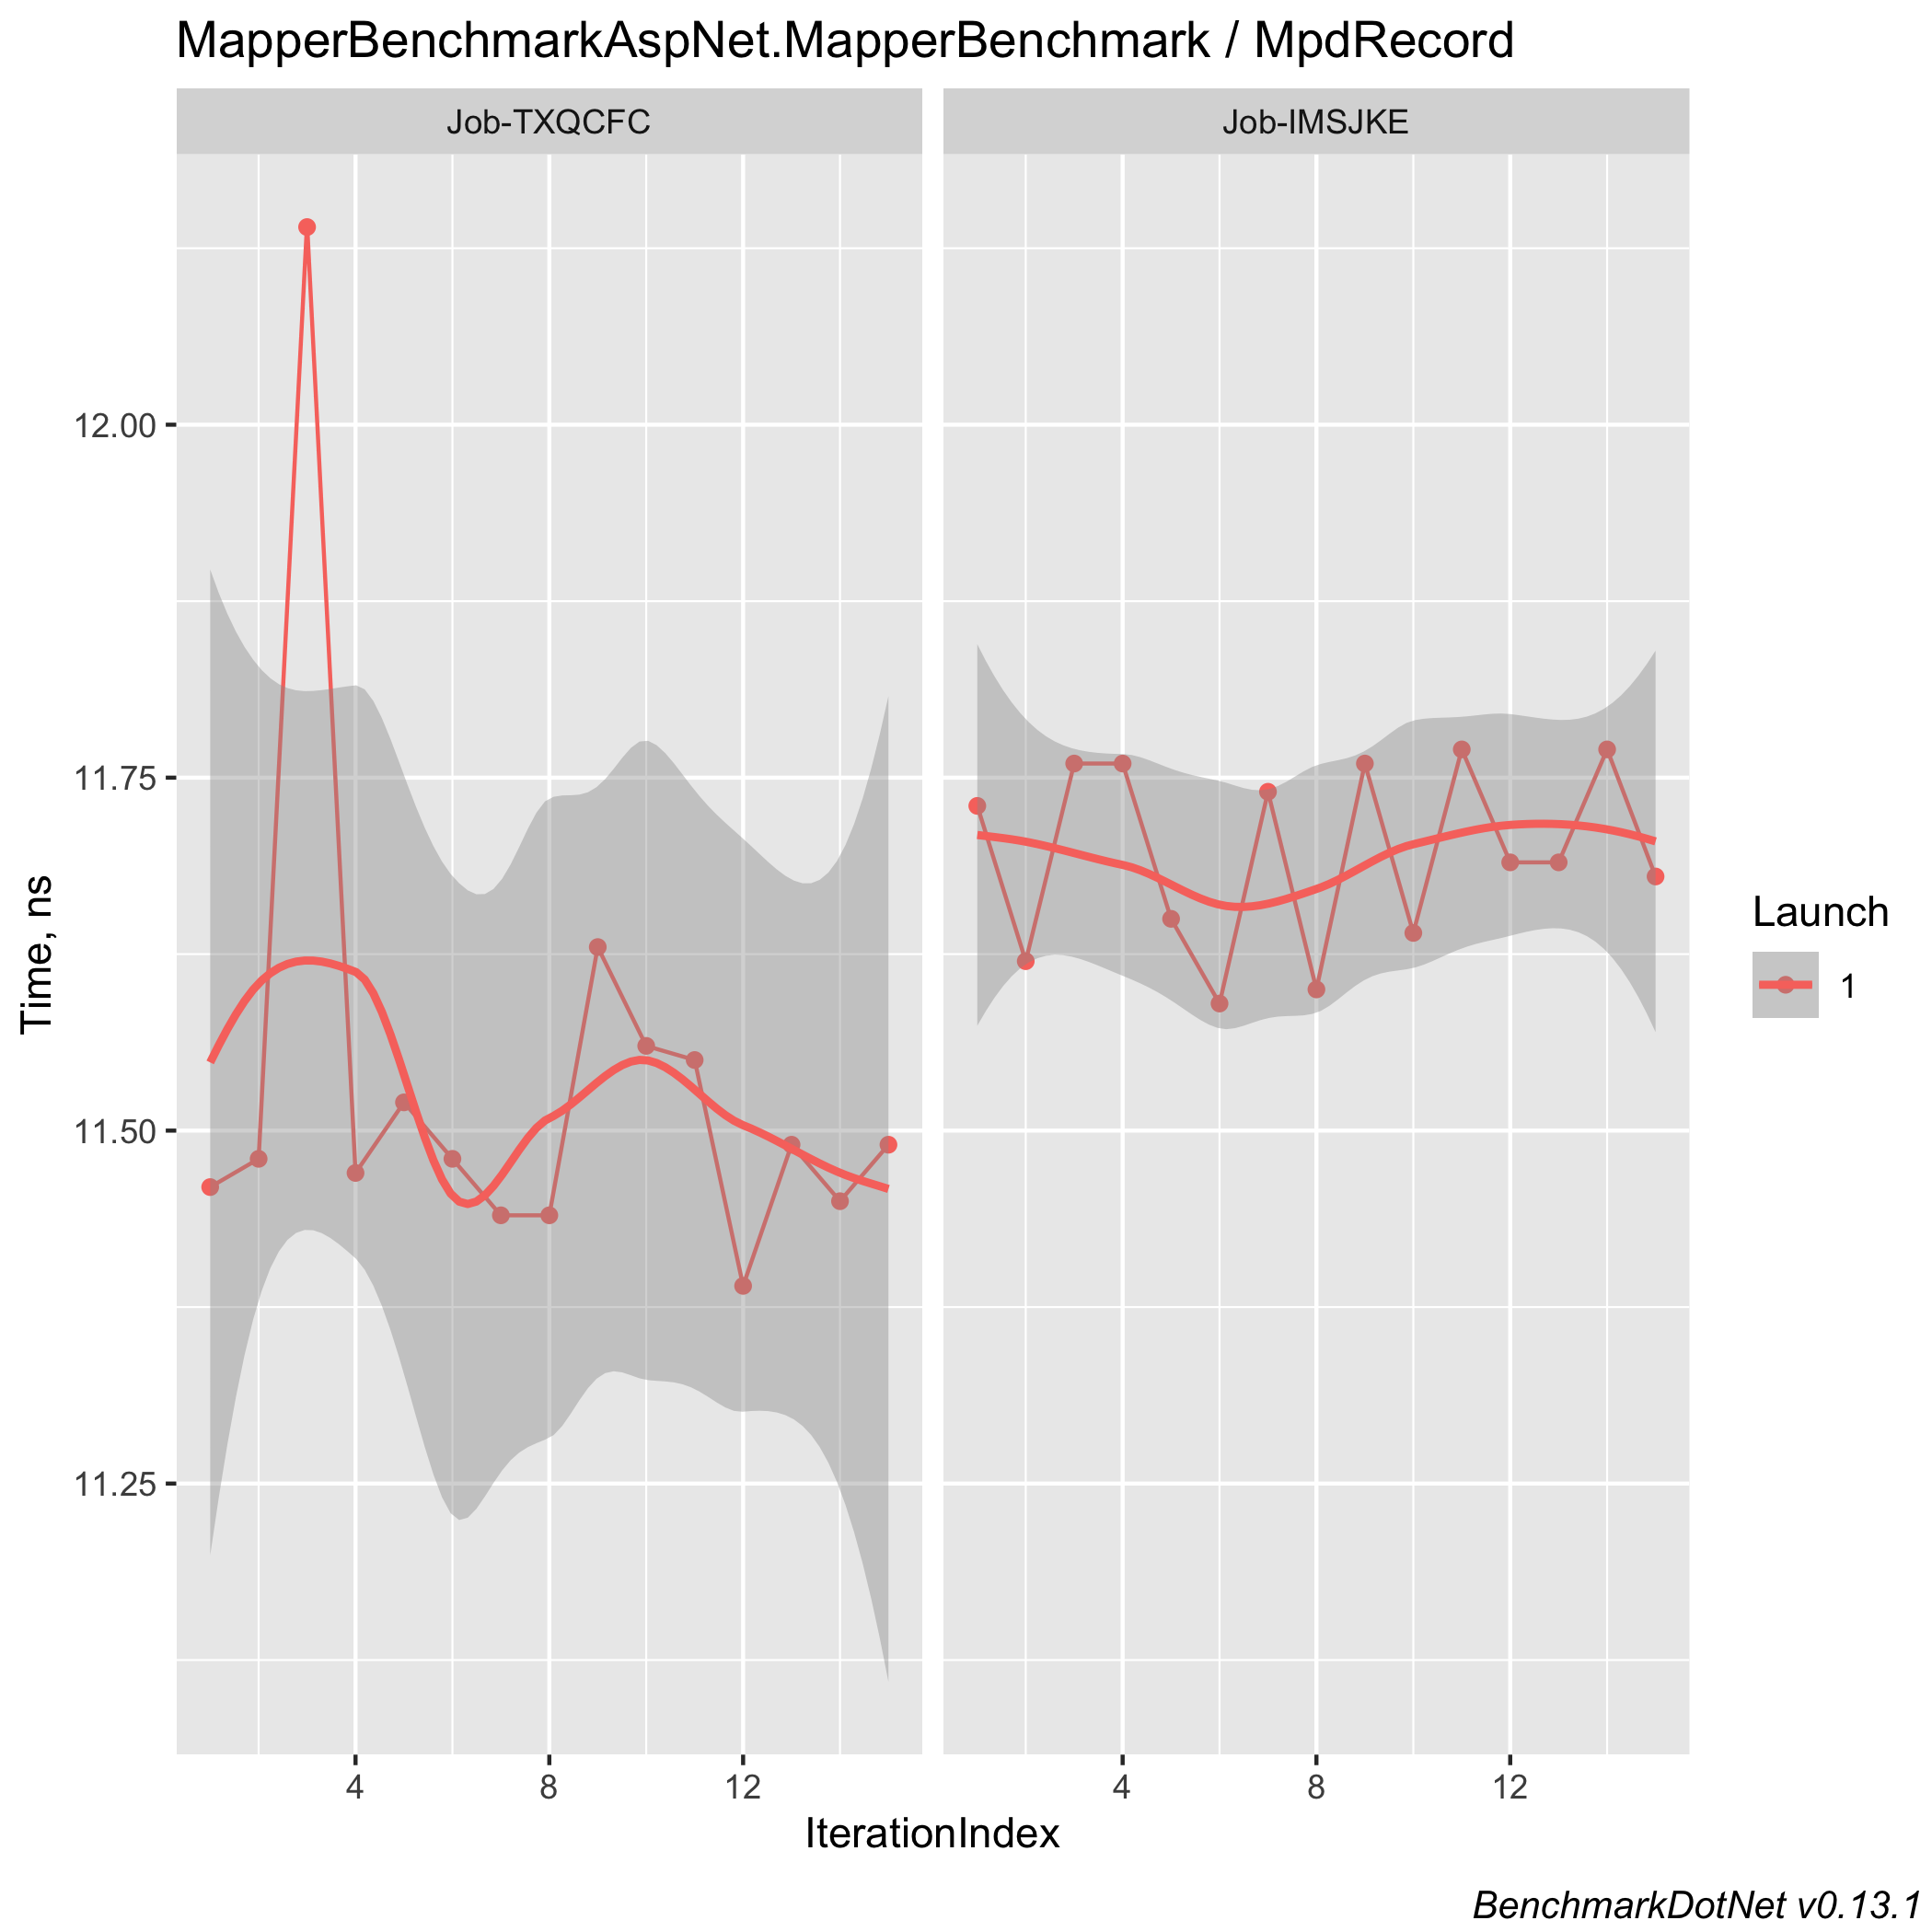 MapperBenchmarkAspNet.MapperBenchmark / MpdRecord
Job-TXQCFC
Job-IMSJKE
12.00
11.75
11.50
11.25
Time, ns
4
8
12
4
8
12
IterationIndex
Launch
1
BenchmarkDotNet v0.13.1